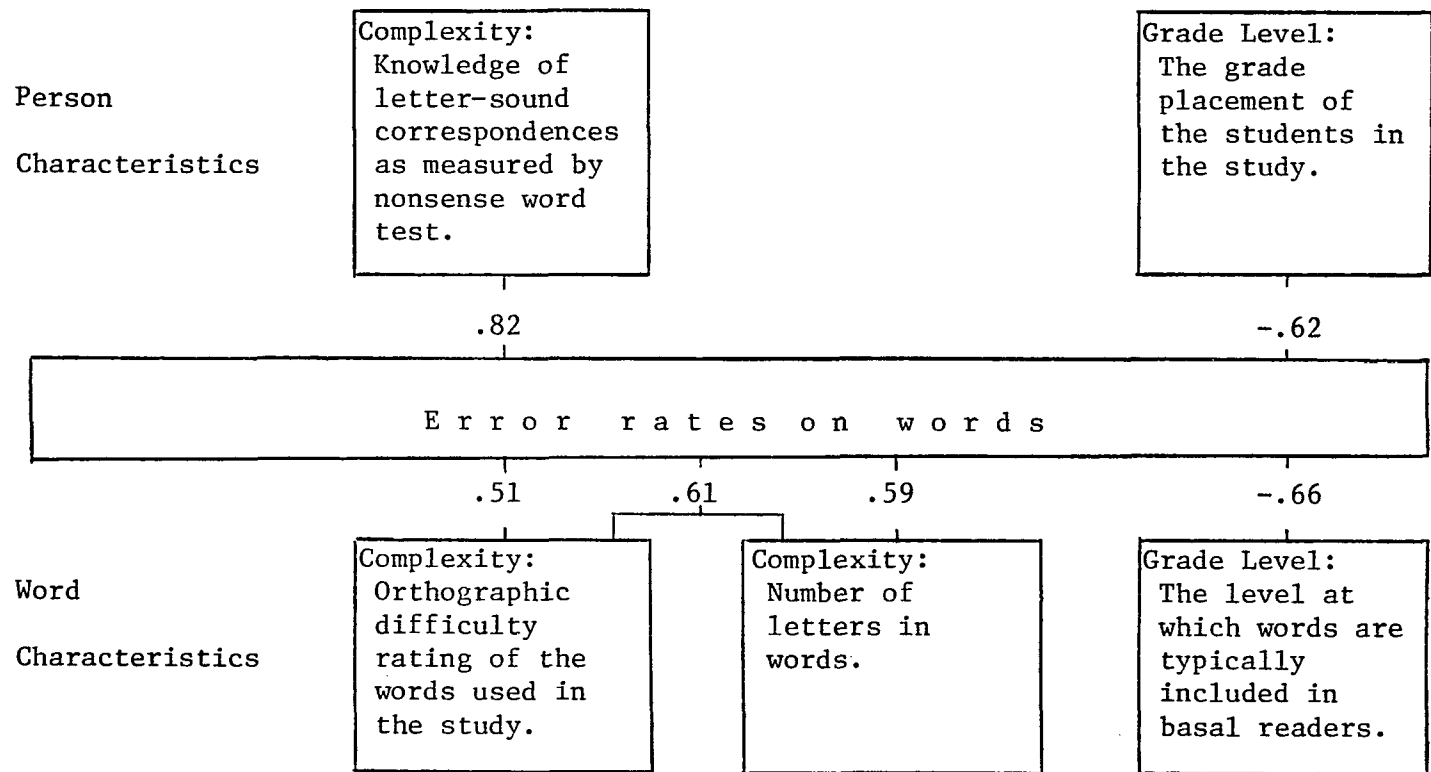 Person
Characteristics
Complexity:
Knowledge of
letter-sound
correspondences
as measured by
nonsense word
test.
Grade Level:
The grade
placement of
the students in
the study.
.82
-.62
Error rates on words
.51
.61
.59
-.66
Word
Characteristics
Complexity:
Orthographic
difficulty
rating of the
words used in
the study.
Complexity:
Number of
letters in
words.
Grade Level:
The level at
which words are
typically
included in
basal readers.